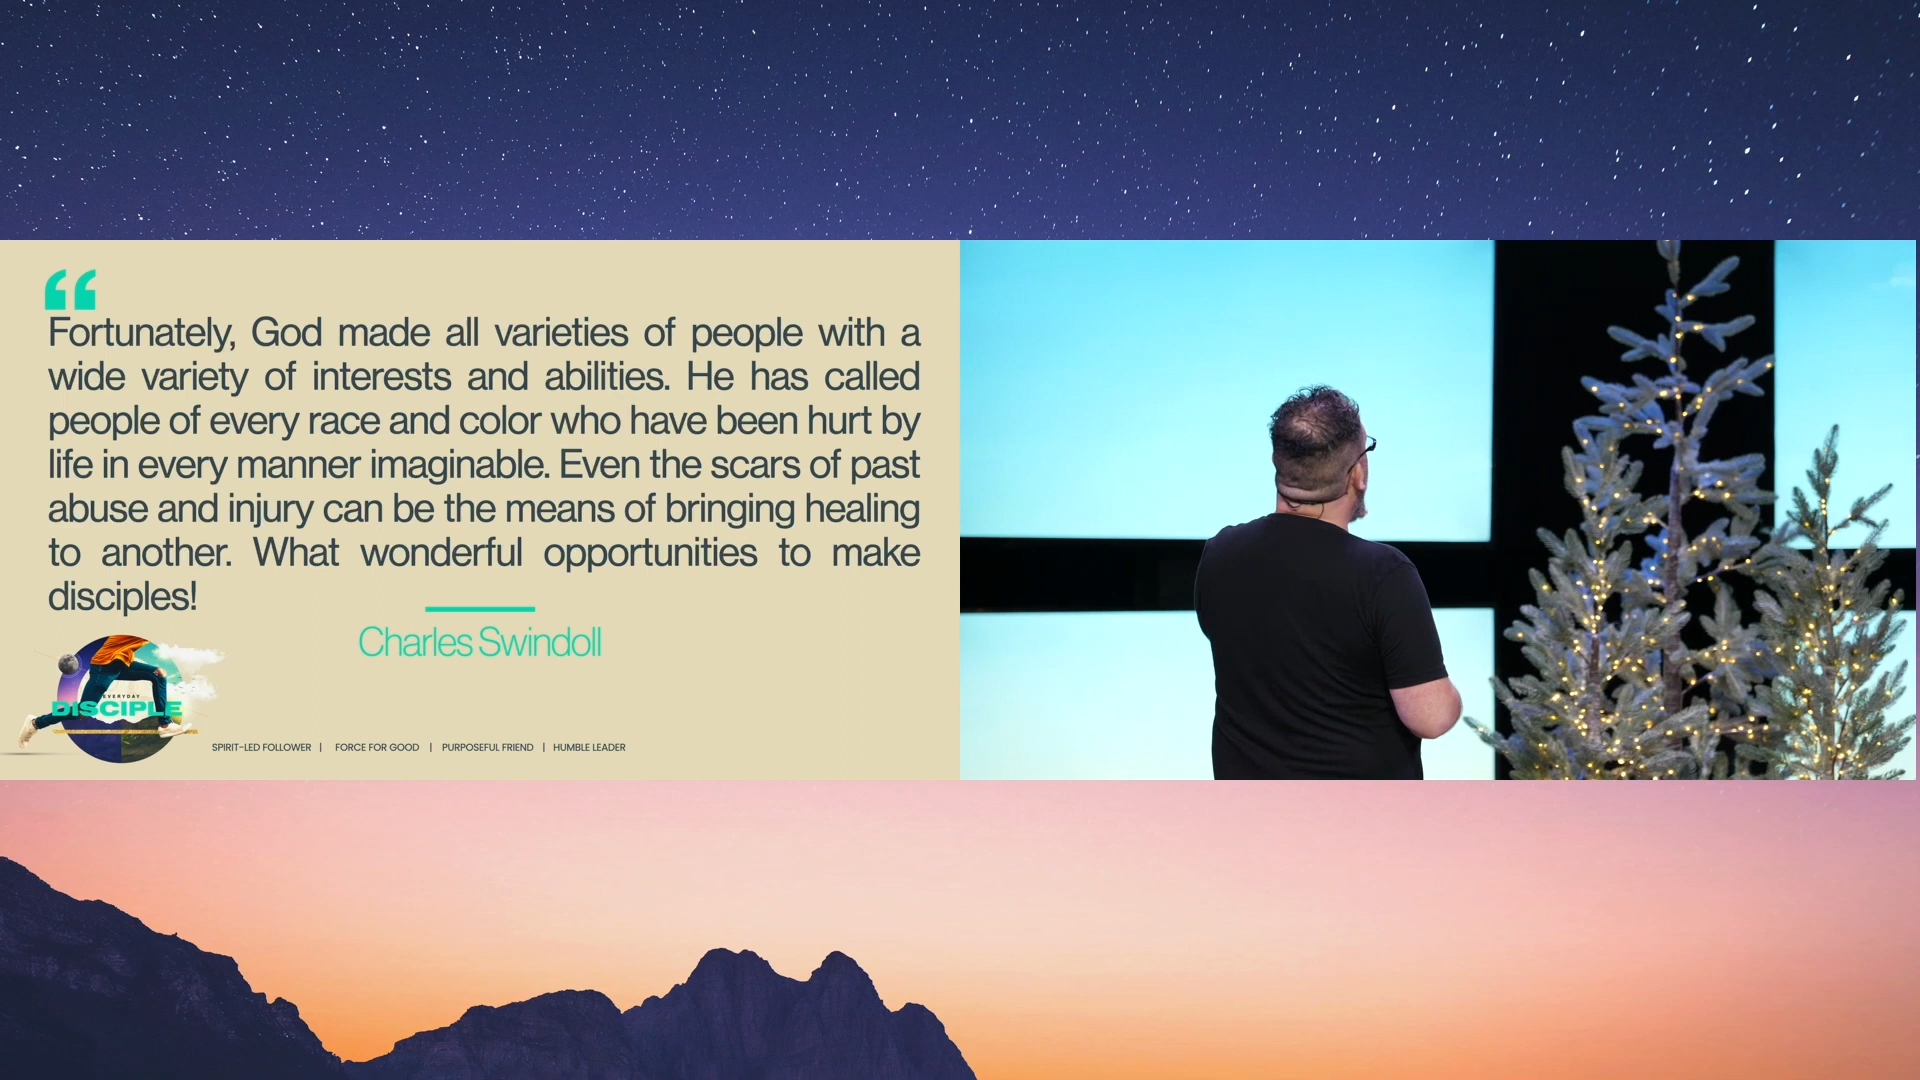 Fortunately, God made all varieties of people with a
wide variety of interests and abilities. He has called
people of every race and color who have been hurt by
life in every manner imaginable. Even the scars of past
abuse and injury can be the means of bringing healing
to another. What wonderful opportunities to make
disciples!
Charles Swindoll
EVERYDAY
DISCIPLE
SPIRIT-LED FOLLOWER | FORCE FOR GOOD | PURPOSEFUL FRIEND | HUMBLE LEADER